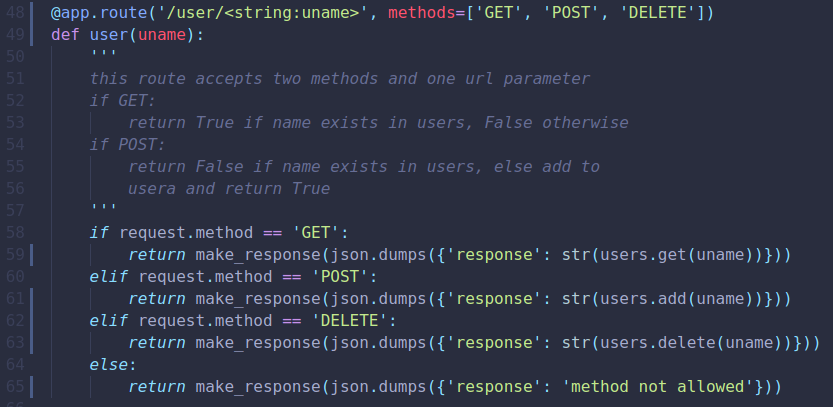 48 @app.route('/user/<string:uname>', methods=['GET', 'POST', 'DELETE'])
49 def user(uname):
50     '''
51     this route accepts two methods and one url parameter
52     if GET:
53         return True if name exists in users, False otherwise
54     if POST:
55         return False if name exists in users, else add to
56         usera and return True
57     '''
58     if request.method == 'GET':
59         return make_response(json.dumps({'response': str(users.get(uname))}))
60     elif request.method == 'POST':
61         return make_response(json.dumps({'response': str(users.add(uname))}))
62     elif request.method == 'DELETE':
63         return make_response(json.dumps({'response': str(users.delete(uname))}))
64     else:
65         return make_response(json.dumps({'response': 'method not allowed'}))